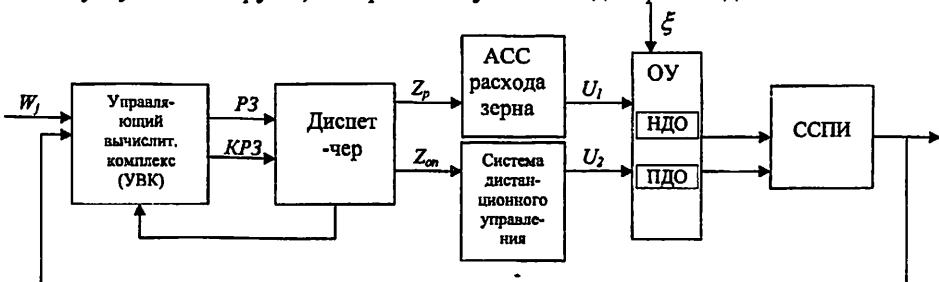 ξ
W_j
Управля-
ющий
вычислит.
комплекс
(УВК)
РЗ
КРЗ
Диспет
-чер
Z_p
Z_on
АСС
расхода
зерна
Система
дистан-
ционного
управле-
ния
U_1
U_2
ОУ
НДО
ПДО
ССПИ